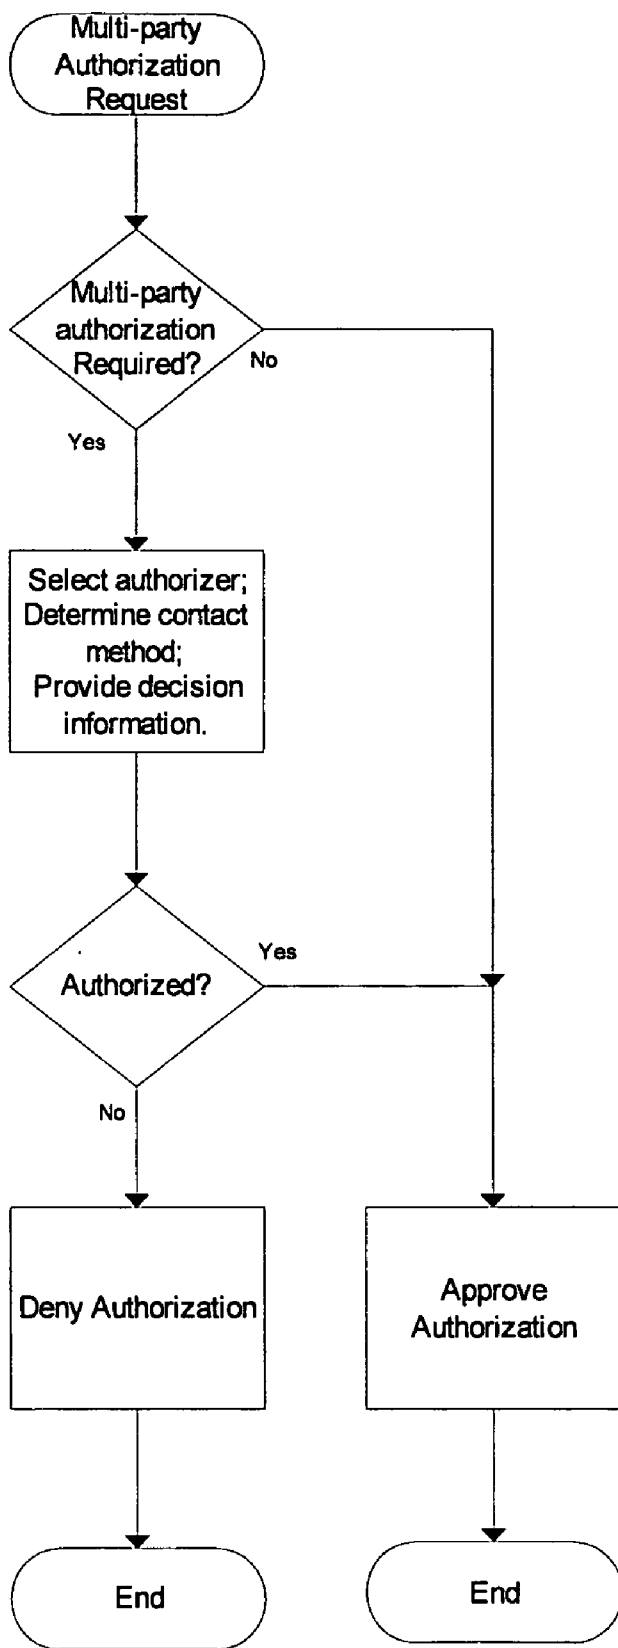 Multi-party
Authorization
Request
Multi-party
authorization
Required?
No
Yes
Select authorizer;
Determine contact
method;
Provide decision
information.
Yes
Authorized?
No
Deny Authorization
Approve
Authorization
End
End